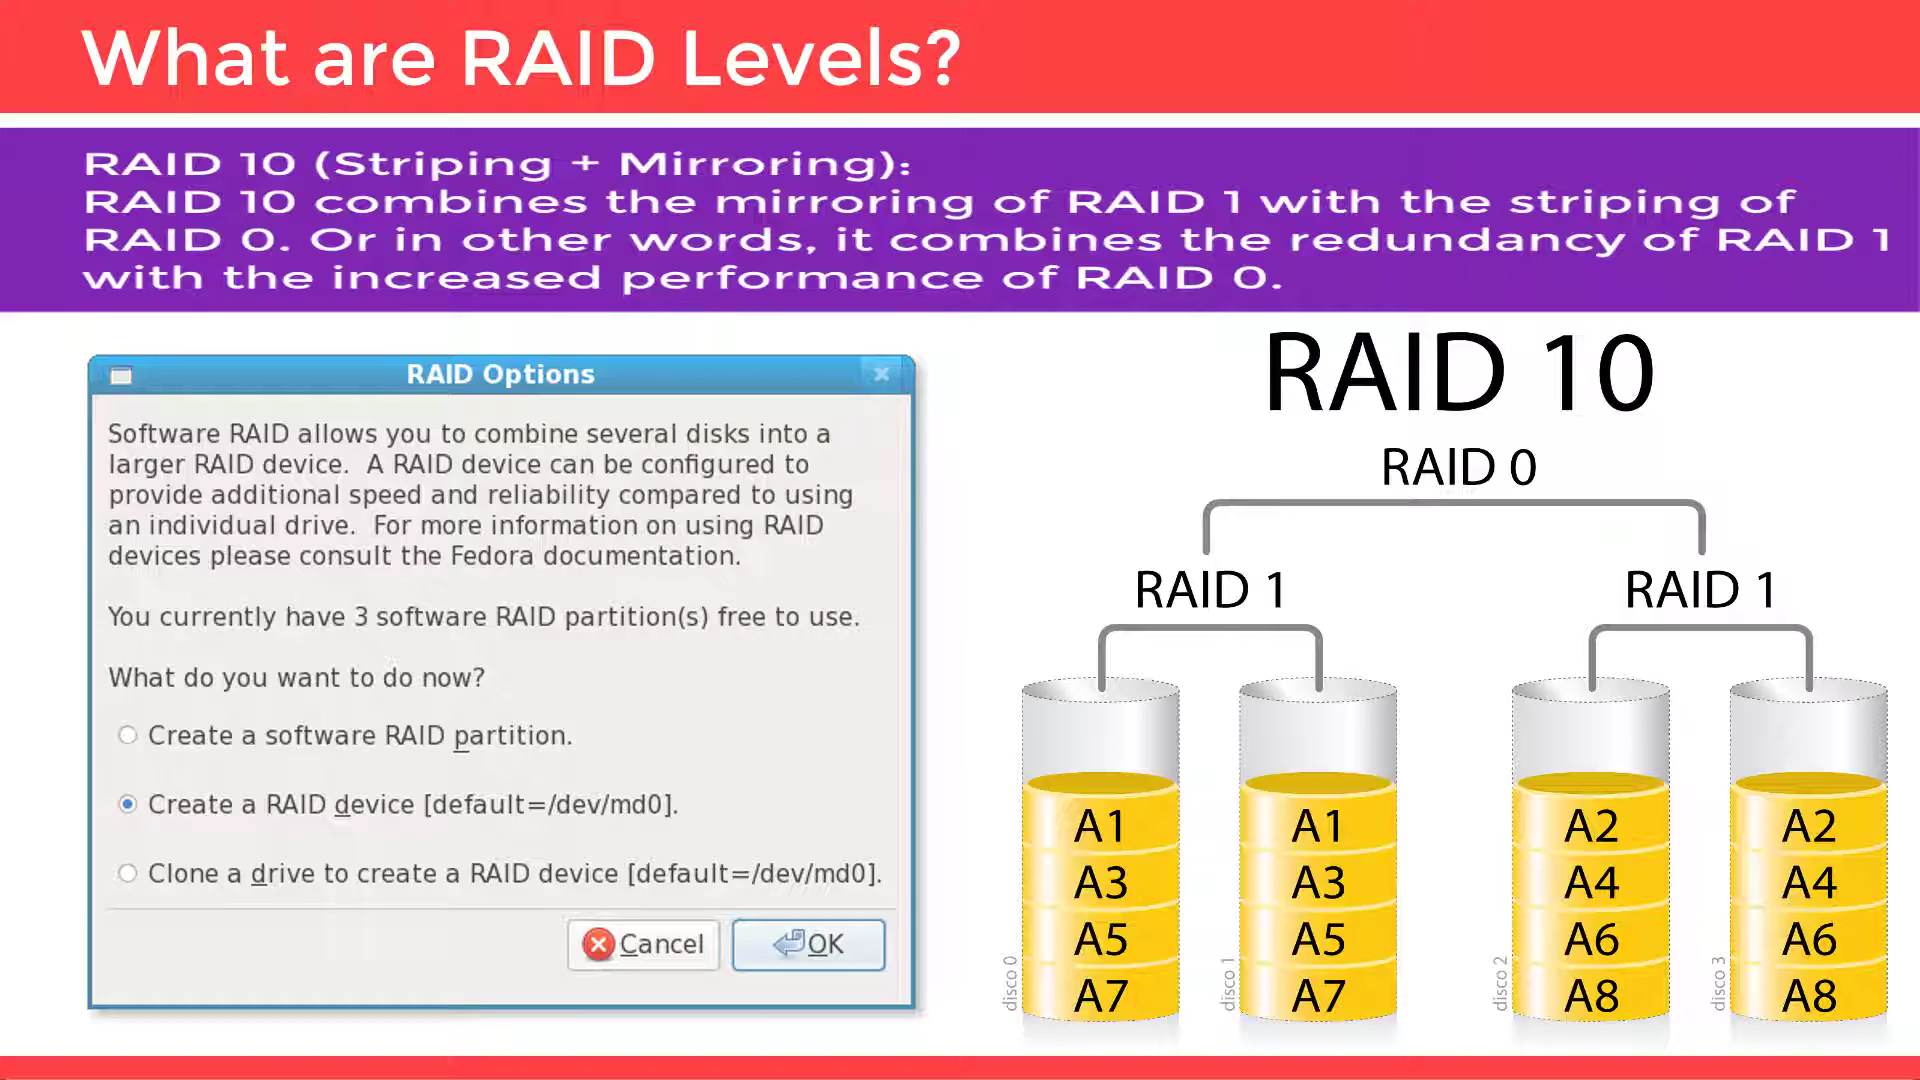 What are RAID Levels?
RAID 10 (Striping + Mirroring):
RAID 10 combines the mirroring of RAID 1 with the striping of
RAID 0. Or in other words, it combines the redundancy of RAID 1
with the increased performance of RAID 0.
RAID Options
Software RAID allows you to combine several disks into a
larger RAID device.  A RAID device can be configured to
provide additional speed and reliability compared to using
an individual drive.  For more information on using RAID
devices please consult the Fedora documentation.
You currently have 3 software RAID partition(s) free to use.
What do you want to do now?
Create a software RAID partition.
Create a RAID device [default=/dev/md0].
Clone a drive to create a RAID device [default=/dev/md0].
Cancel
OK
RAID 10
RAID 0
RAID 1
RAID 1
A1 A1 A2 A2
A3 A3 A4 A4
A5 A5 A6 A6
A7 A7 A8 A8
disco 0
disco 1
disco 2
disco 3